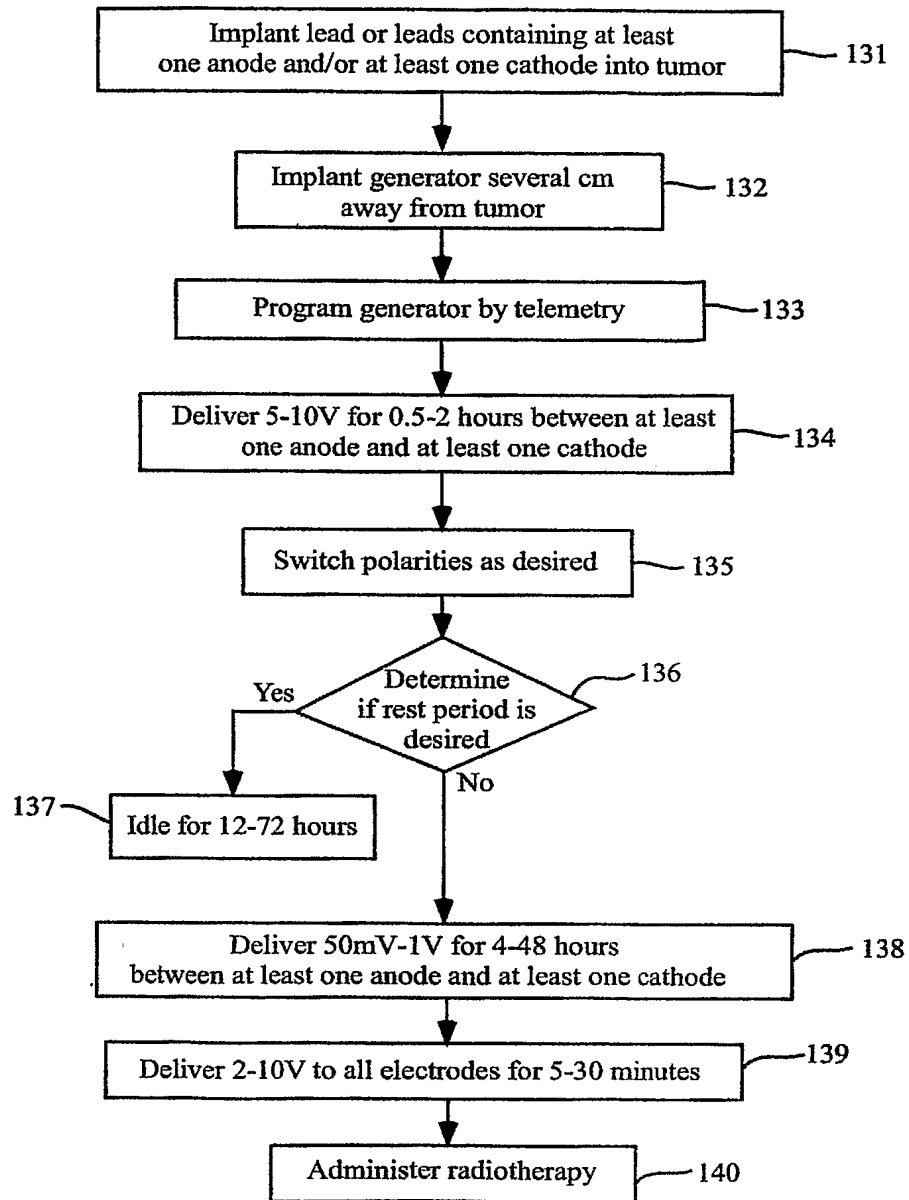 Implant lead or leads containing at least
one anode and/or at least one cathode into tumor
131
Implant generator several cm
away from tumor
132
Program generator by telemetry
133
Deliver 5-10V for 0.5-2 hours between at least
one anode and at least one cathode
134
Switch polarities as desired
135
Determine
if rest period is
desired
136
Yes
No
137
Idle for 12-72 hours
Deliver 50mV-1V for 4-48 hours
between at least one anode and at least one cathode
138
Deliver 2-10V to all electrodes for 5-30 minutes
139
Administer radiotherapy
140